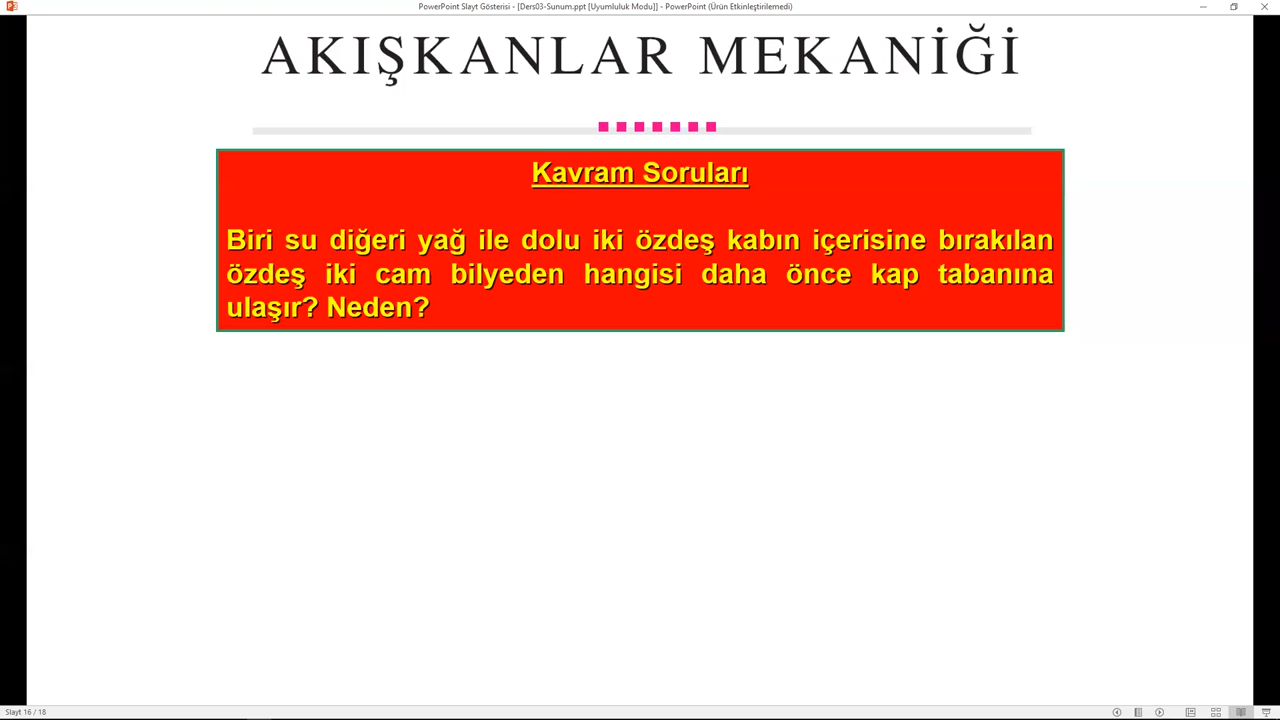 PowerPoint Slayt Gösterisi - [Ders03-Sunum.ppt [Uyumluluk Modu]] - PowerPoint (Ürün Etkinleştirilemedi)
AKIŞKANLAR MEKANİĞİ
Kavram Soruları
Biri su diğeri yağ ile dolu iki özdeş kabın içerisine bırakılan
özdeş iki cam bilyeden hangisi daha önce kap tabanına
ulaşır? Neden?
Slayt 16 / 18